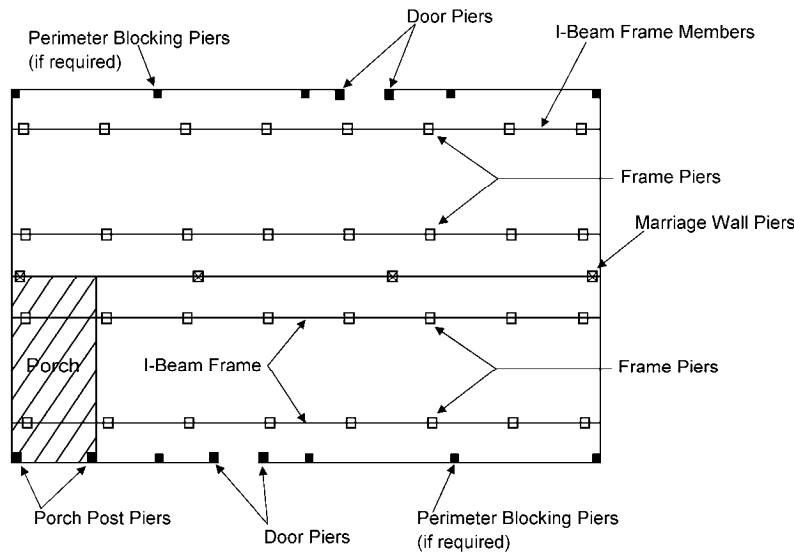 Door Piers
Perimeter Blocking Piers
(if required)
I-Beam Frame Members
Frame Piers
Marriage Wall Piers
Porch
I-Beam Frame
Frame Piers
Porch Post Piers
Door Piers
Perimeter Blocking Piers
(if required)